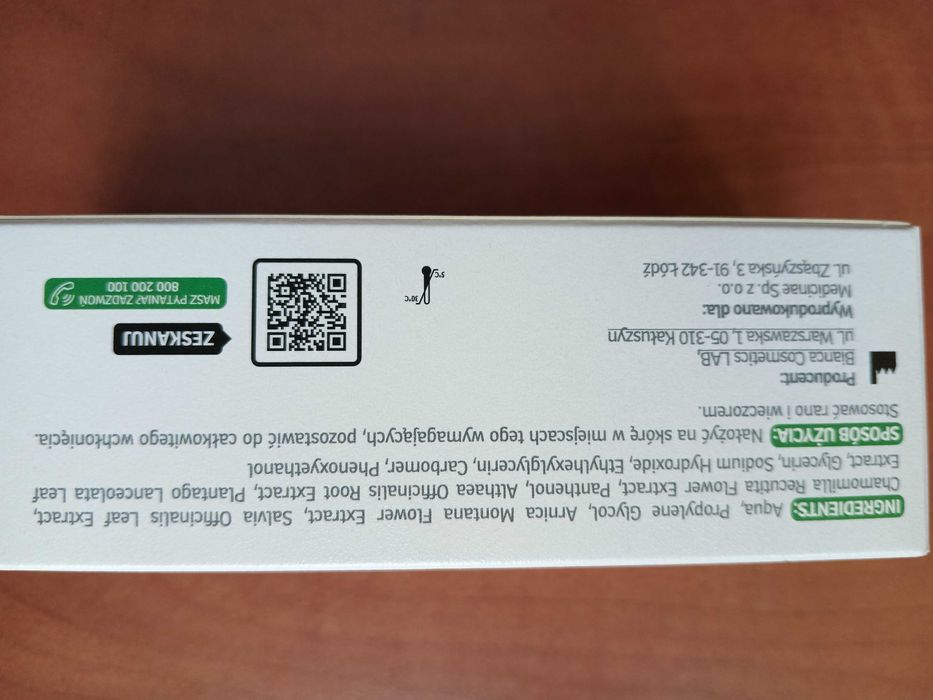 INGREDIENTS: Aqua, Propylene Glycol, Arnica Montana Flower Extract, Salvia Officinalis Leaf Extract,
Chamomilla Recutita Flower Extract, Panthenol, Althaea Officinalis Root Extract, Plantago Lanceolata Leaf
Extract, Glycerin, Sodium Hydroxide, Ethylhexylglycerin, Carbomer, Phenoxyethanol
SPOSÓB UŻYCIA: Nałożyć na skórę w miejscach tego wymagających, pozostawić do całkowitego wchłonięcia.
Stosować rano i wieczorem.
Producent:
Bianca Cosmetics LAB,
ul. Warszawska 1, 05-310 Kałuszyn
Wyprodukowano dla:
Medicinae Sp. z o.o.
ul. Zbąszyńska 3, 91-342 Łódź
30°C
5°C
ZESKANUJ
MASZ PYTANIA? ZADZWOŃ
800 200 100